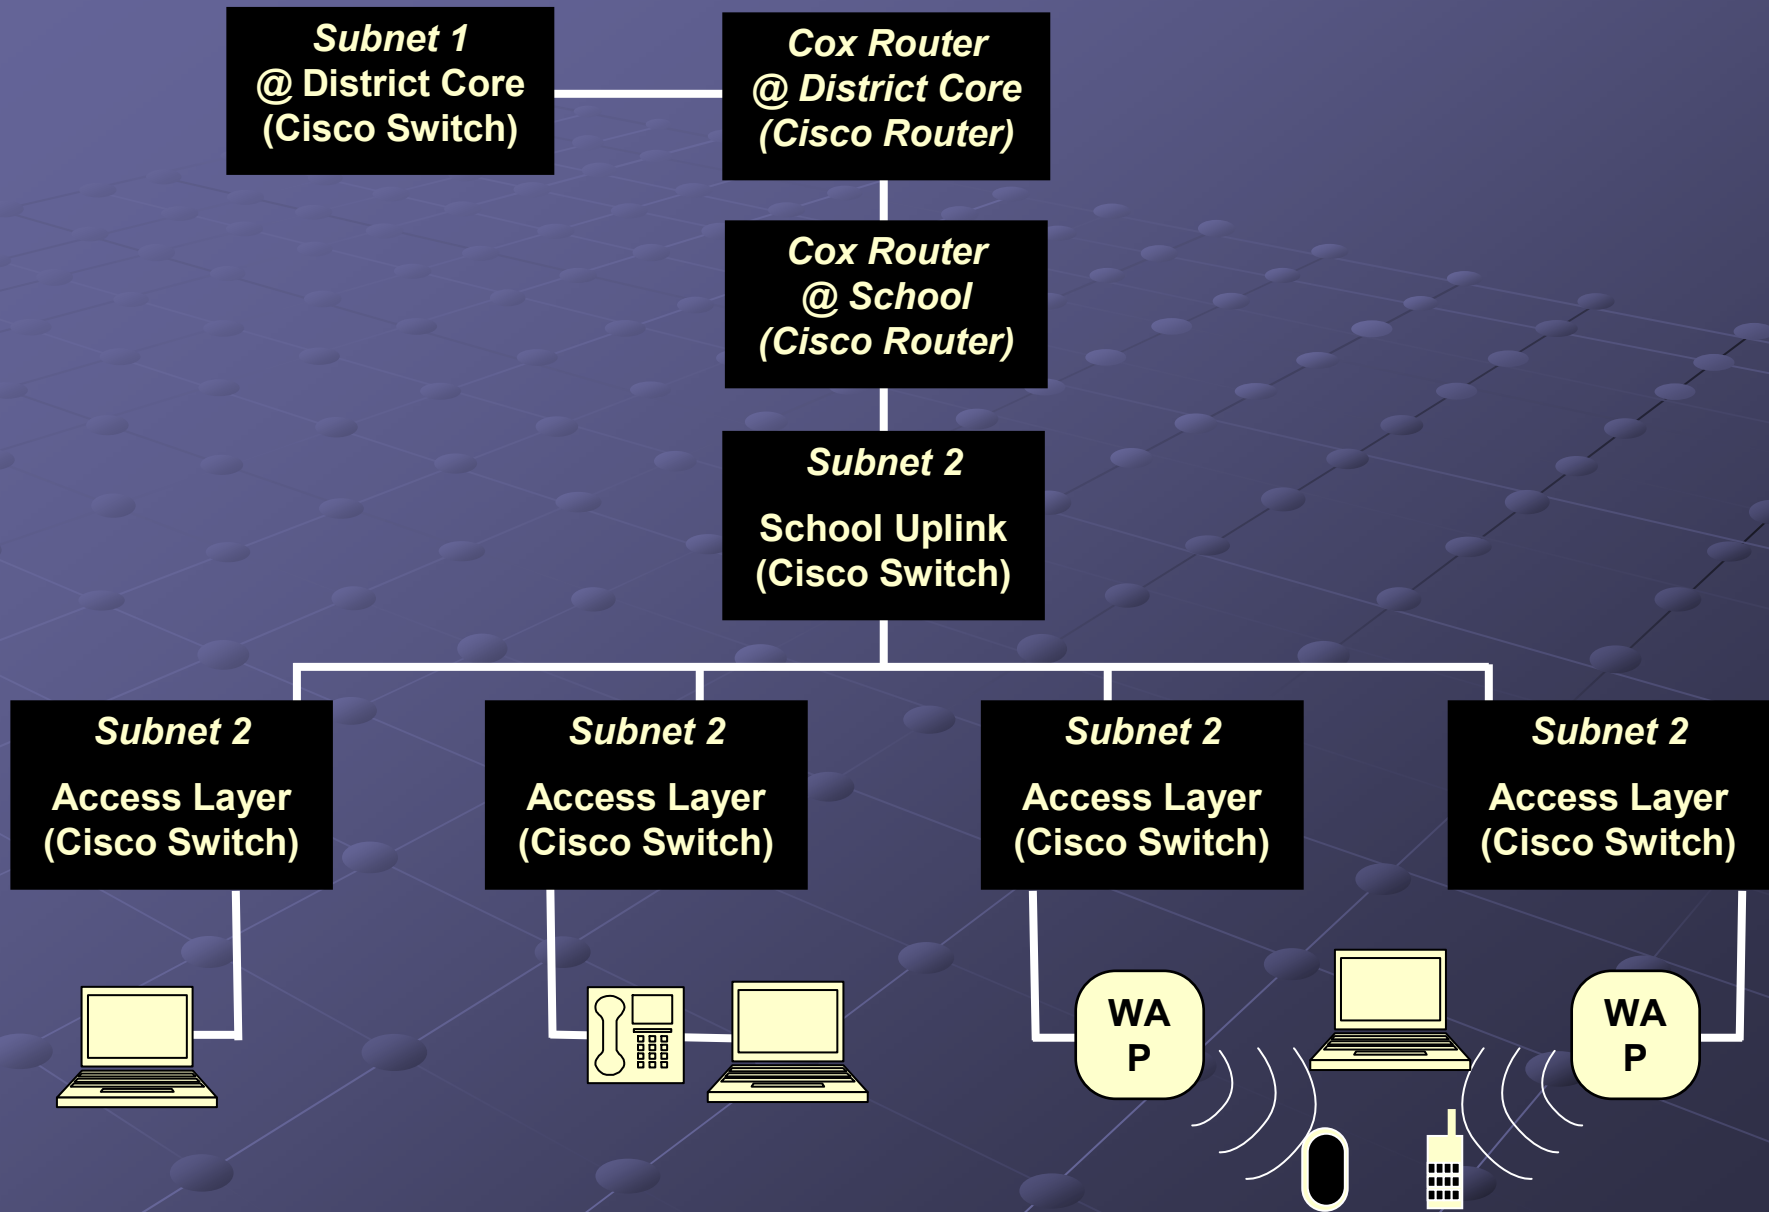 Subnet 1
@ District Core
(Cisco Switch)
Cox Router
@ District Core
(Cisco Router)
Cox Router
@ School
(Cisco Router)
Subnet 2
School Uplink
(Cisco Switch)
Subnet 2
Access Layer
(Cisco Switch)
Subnet 2
Access Layer
(Cisco Switch)
Subnet 2
Access Layer
(Cisco Switch)
Subnet 2
Access Layer
(Cisco Switch)
WA
P
WA
P